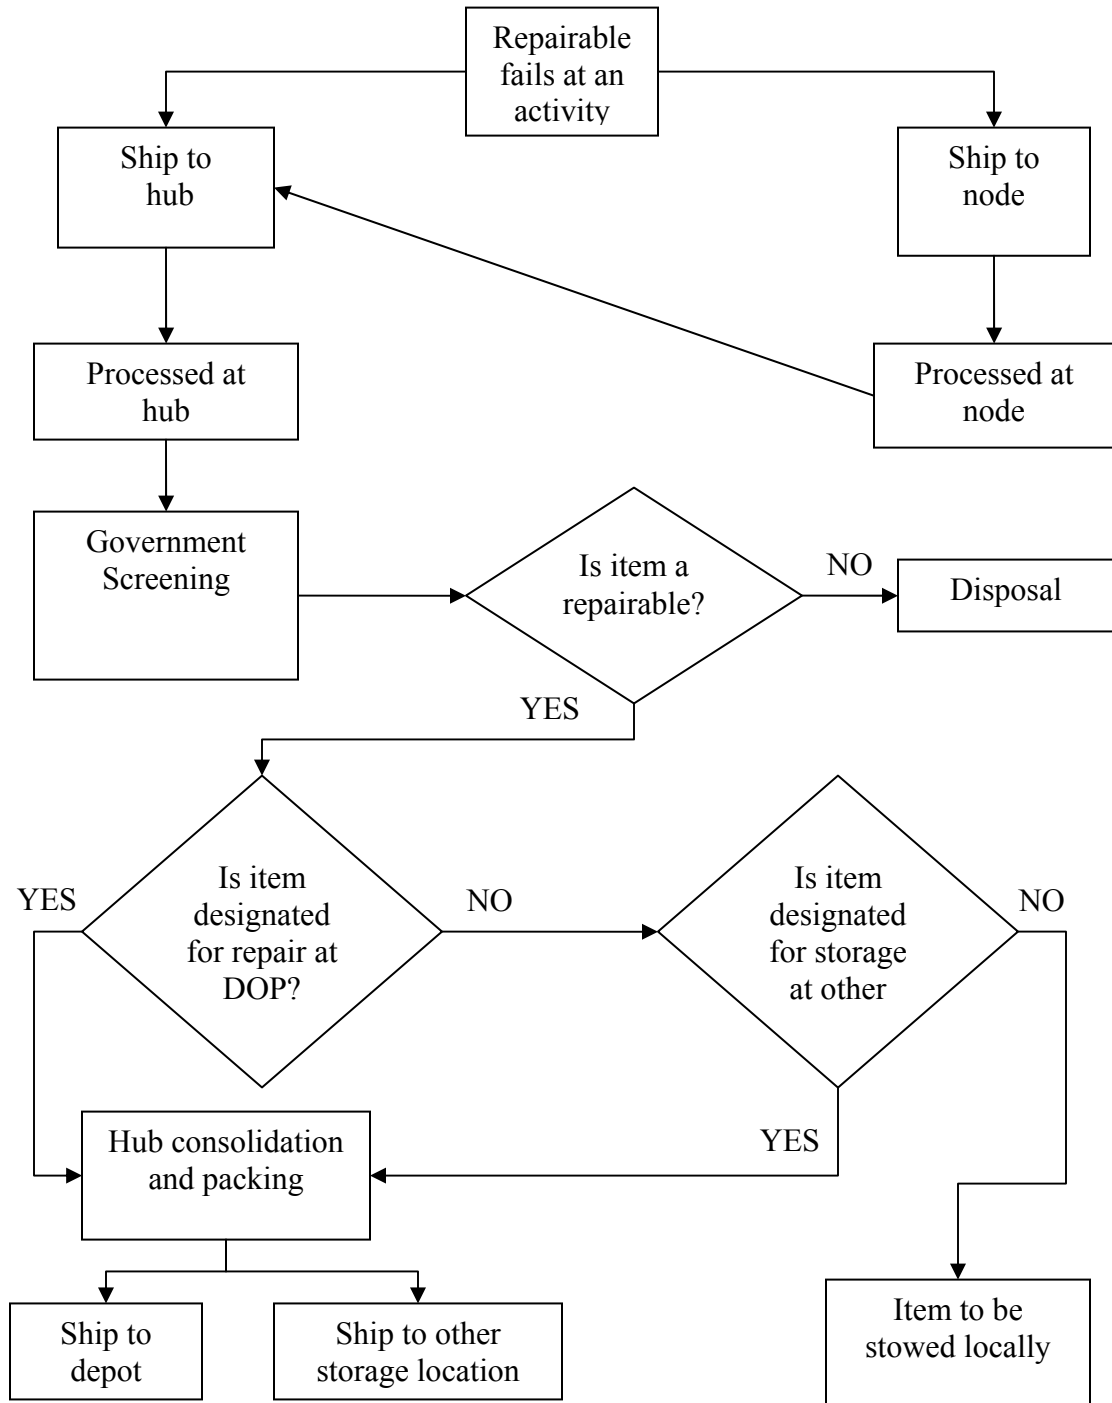 Repairable
fails at an
activity
Ship to
hub
Ship to
node
Processed at
hub
Processed at
node
Government
Screening
Is item a
repairable?
NO
Disposal
YES
YES
Is item
designated
for repair at
DOP?
NO
Is item
designated
for storage
at other
NO
Hub consolidation
and packing
YES
Ship to
depot
Ship to other
storage location
Item to be
stowed locally